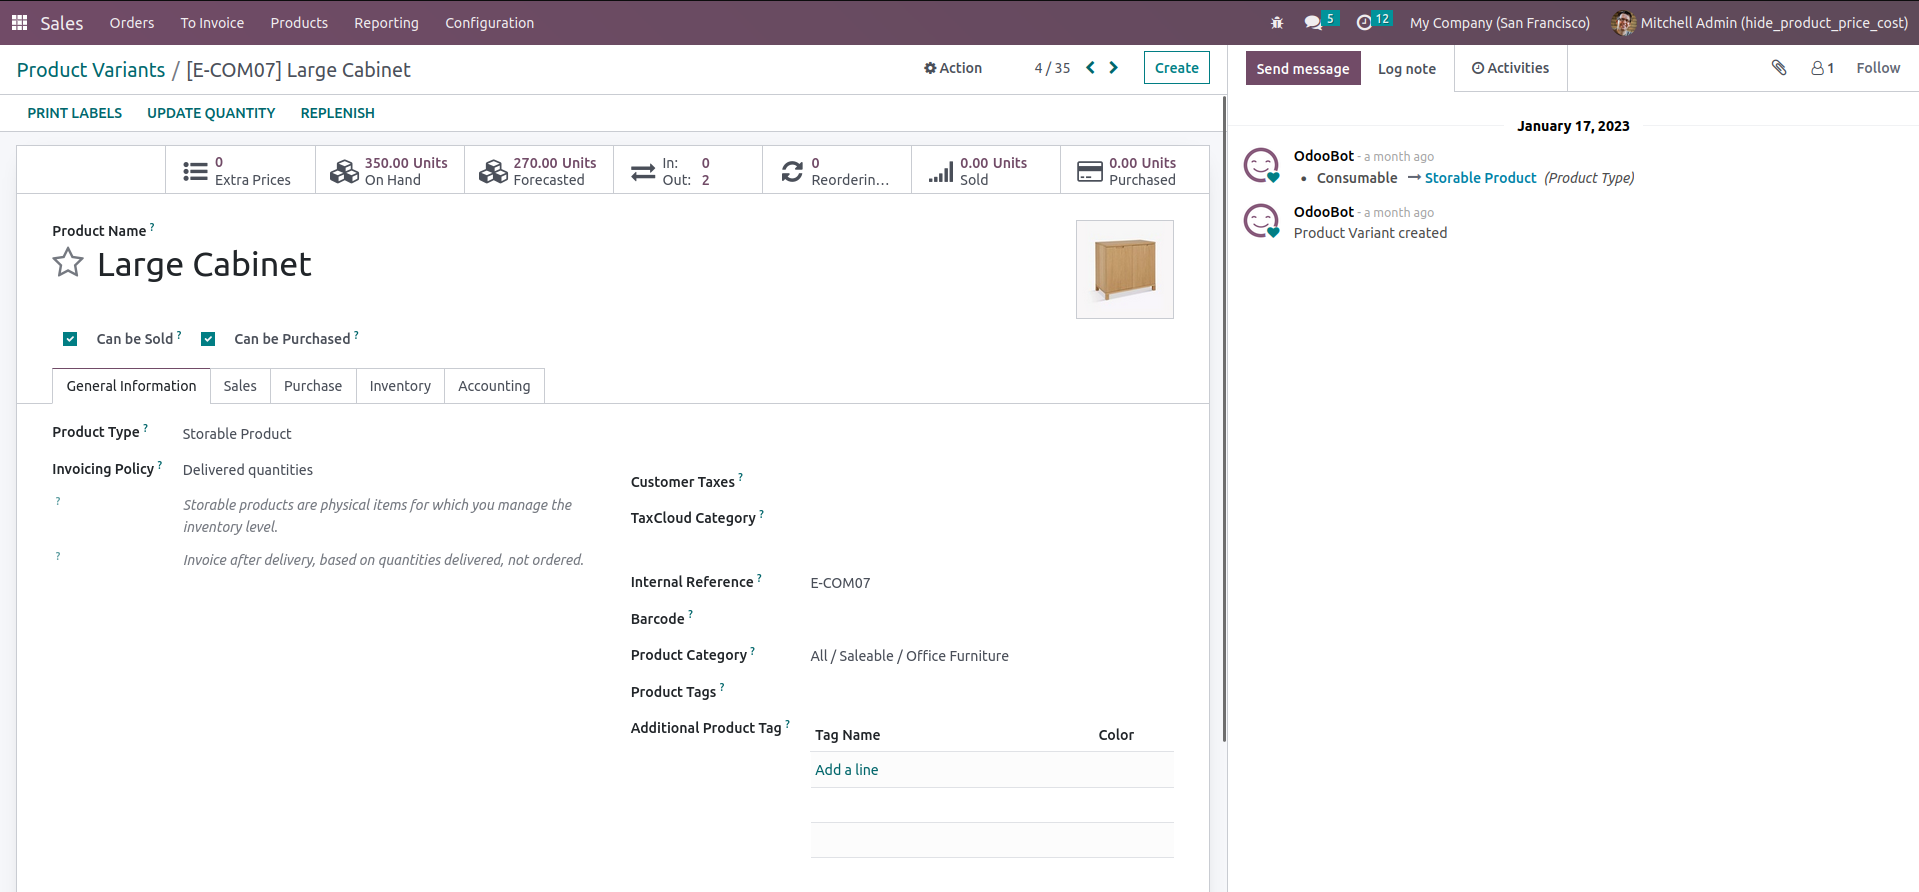 Sales Orders To Invoice Products Reporting Configuration 5 12 My Company (San Francisco) Mitchell Admin (hide_product_price_cost)
Product Variants / [E-COM07] Large Cabinet Action 4 / 35 Create
PRINT LABELS UPDATE QUANTITY REPLENISH
0
Extra Prices
350.00 Units
On Hand
270.00 Units
Forecasted
In: 0
Out: 2
0
Reorderin...
0.00 Units
Sold
0.00 Units
Purchased
Product Name ?
Large Cabinet
Can be Sold ? Can be Purchased ?
General Information Sales Purchase Inventory Accounting
Product Type ? Storable Product
Invoicing Policy ? Delivered quantities
? Storable products are physical items for which you manage the
inventory level.
? Invoice after delivery, based on quantities delivered, not ordered.
Customer Taxes ?
TaxCloud Category ?
Internal Reference ? E-COM07
Barcode ?
Product Category ? All / Saleable / Office Furniture
Product Tags ?
Additional Product Tag ? Tag Name Color
Add a line
Send message Log note Activities 1 Follow
January 17, 2023
OdooBot - a month ago
• Consumable → Storable Product (Product Type)
OdooBot - a month ago
Product Variant created